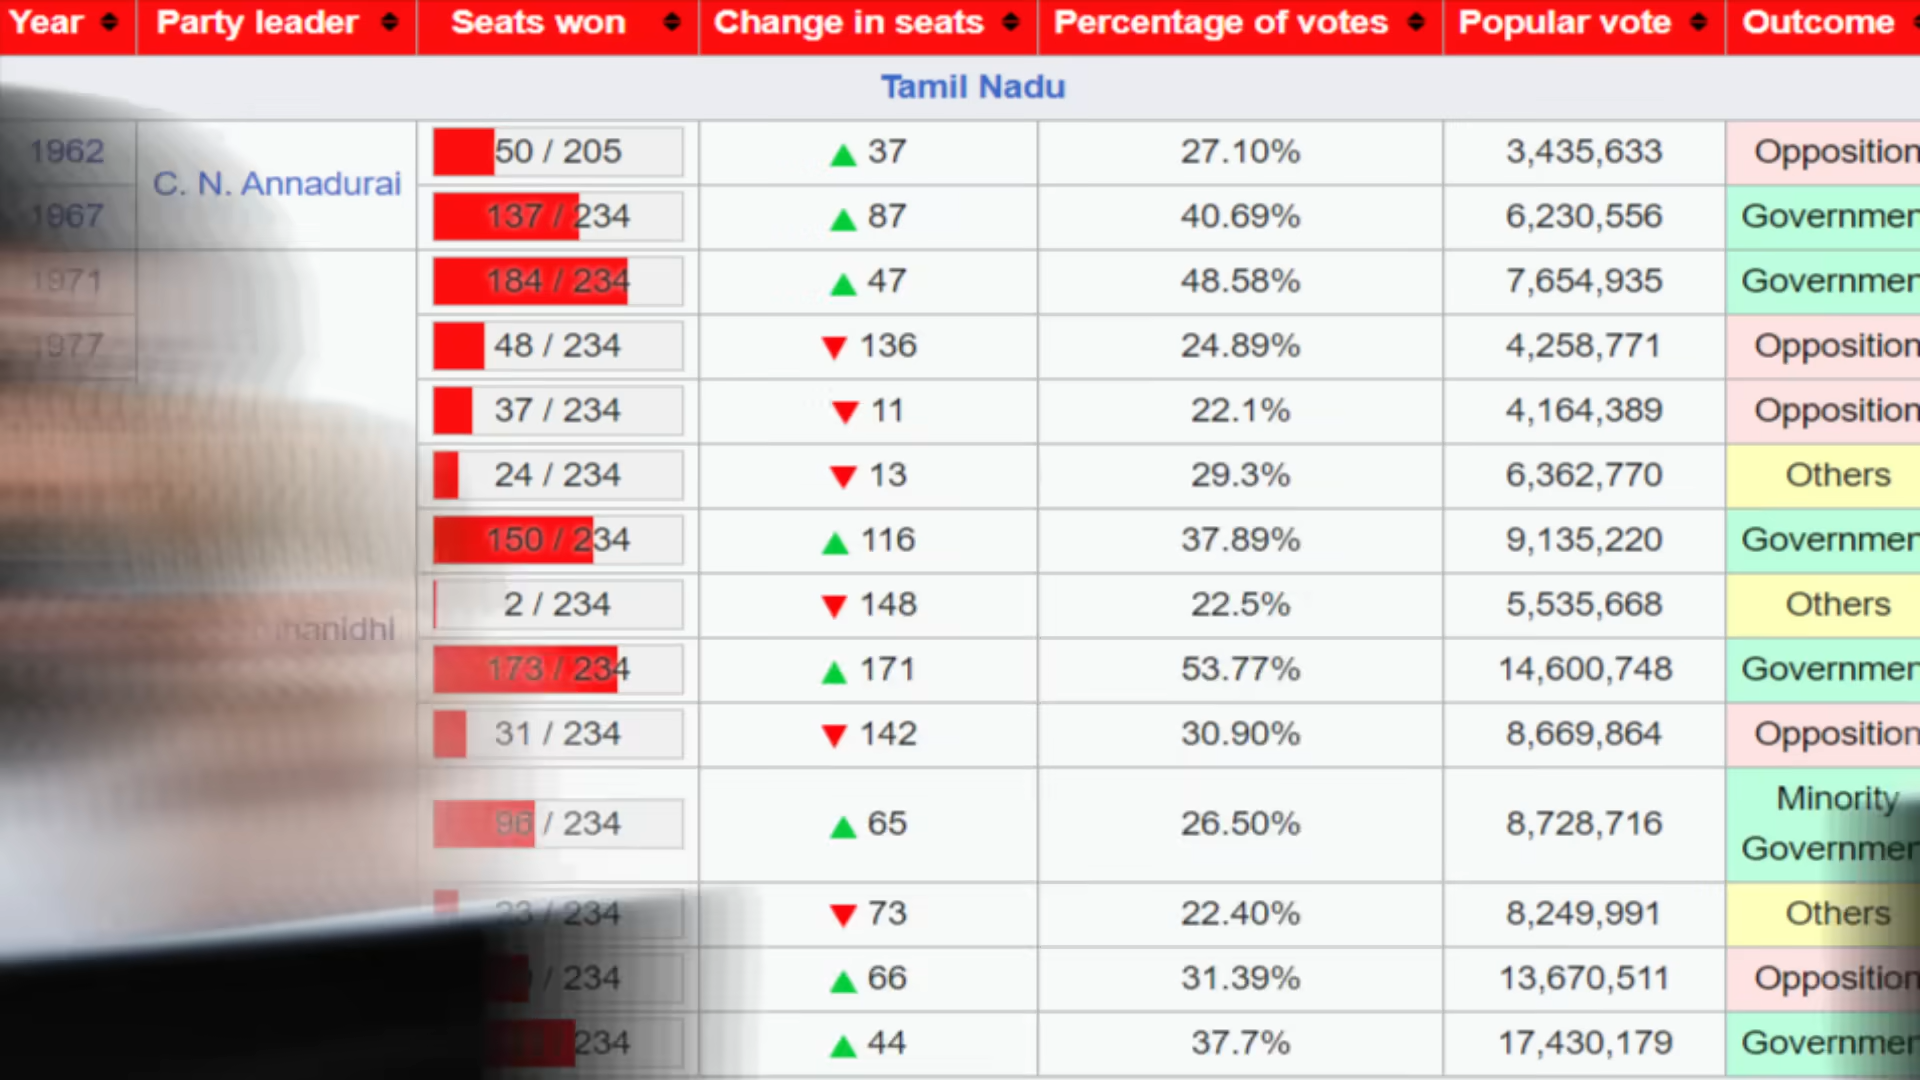 Year Party leader Seats won Change in seats Percentage of votes Popular vote Outcome
Tamil Nadu
1962 C. N. Annadurai 50 / 205 ▲ 37 27.10% 3,435,633 Opposition
1967 137 / 234 ▲ 87 40.69% 6,230,556 Governmen
1971 184 / 234 ▲ 47 48.58% 7,654,935 Governmen
1977 48 / 234 ▼ 136 24.89% 4,258,771 Opposition
37 / 234 ▼ 11 22.1% 4,164,389 Opposition
24 / 234 ▼ 13 29.3% 6,362,770 Others
150 / 234 ▲ 116 37.89% 9,135,220 Governmen
2 / 234 ▼ 148 22.5% 5,535,668 Others
nanidhi
173 / 234 ▲ 171 53.77% 14,600,748 Governmen
31 / 234 ▼ 142 30.90% 8,669,864 Opposition
96 / 234 ▲ 65 26.50% 8,728,716 Minority
Governmen
23 / 234 ▼ 73 22.40% 8,249,991 Others
/ 234 ▲ 66 31.39% 13,670,511 Opposition
234 ▲ 44 37.7% 17,430,179 Governmen